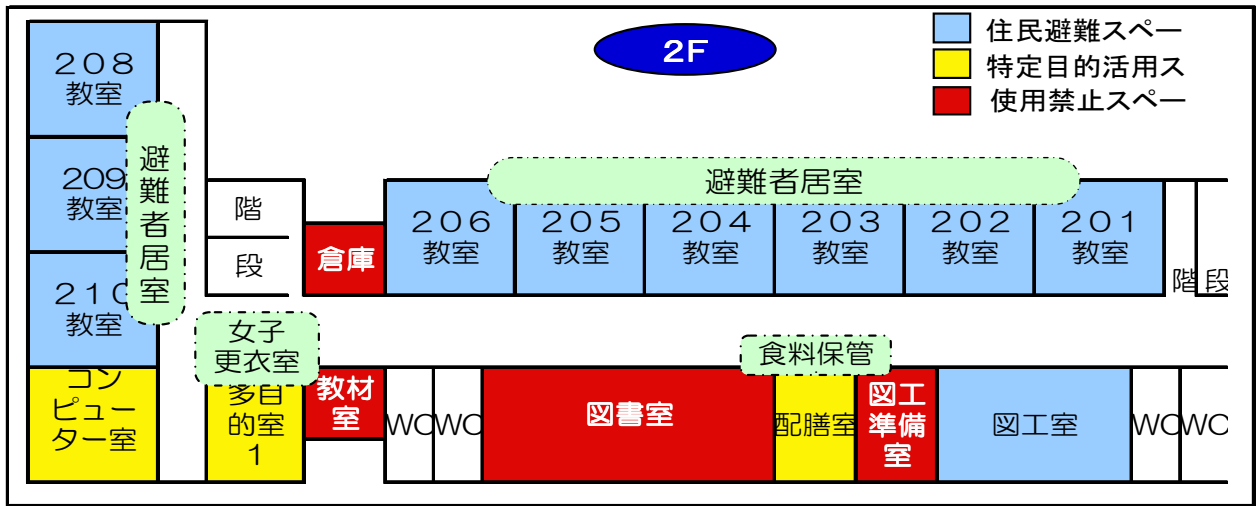 2F
住民避難スペー
特定目的活用ス
使用禁止スペー
208
教室
209
教室
210
教室
避難者居室
コン
ピュー
ター室
階
段
倉庫
避難者居室
206
教室
205
教室
204
教室
203
教室
202
教室
201
教室
階段
女子
更衣室
多目
的室
1
教材
室
WC
WC
図書室
食料保管
配膳室
図工
準備
室
図工室
WC
WC